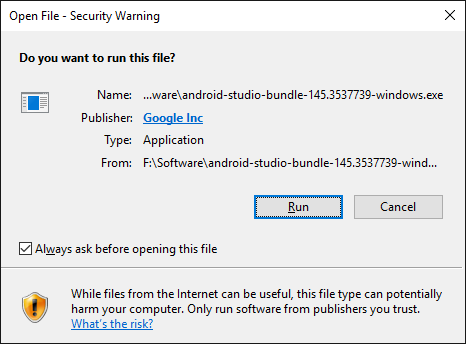 Open File - Security Warning
Do you want to run this file?
Name: ...ware\android-studio-bundle-145.3537739-windows.exe
Publisher: Google Inc
Type: Application
From: F:\Software\android-studio-bundle-145.3537739-wind...
Run Cancel
Always ask before opening this file
While files from the Internet can be useful, this file type can potentially
harm your computer. Only run software from publishers you trust.
What's the risk?